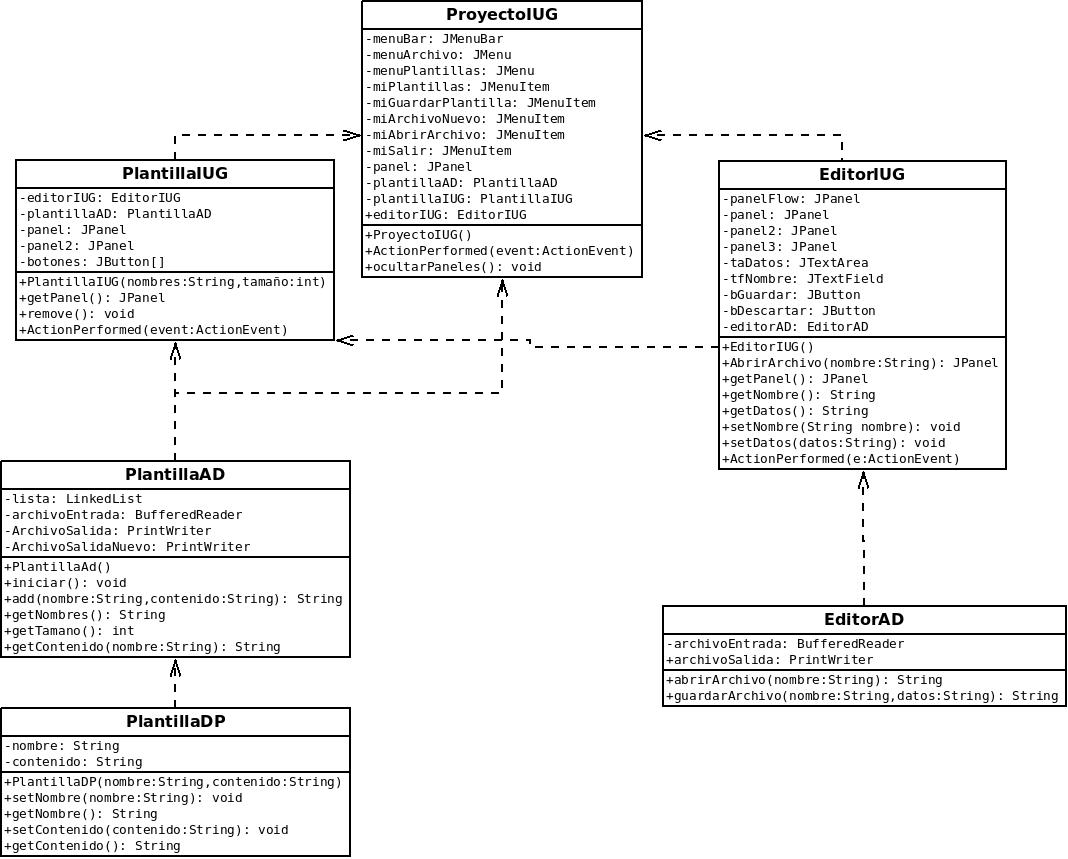 ProyectoIUG
-menuBar: JMenuBar
-menuArchivo: JMenu
-menuPlantillas: JMenu
-miPlantillas: JMenuItem
-miGuardarPlantilla: JMenuItem
-miArchivoNuevo: JMenuItem
-miAbrirArchivo: JMenuItem
-miSalir: JMenuItem
-panel: JPanel
-plantillaAD: PlantillaAD
-plantillaIUG: PlantillaIUG
+editorIUG: EditorIUG
+ProyectoIUG()
+ActionPerformed(event:ActionEvent)
+ocultarPaneles(): void
PlantillaIUG
-editorIUG: EditorIUG
-plantillaAD: PlantillaAD
-panel: JPanel
-panel2: JPanel
-botones: JButton[]
+PlantillaIUG(nombres:String,tamaño:int)
+getPanel(): JPanel
+remove(): void
+ActionPerformed(event:ActionEvent)
EditorIUG
-panelFlow: JPanel
-panel: JPanel
-panel2: JPanel
-panel3: JPanel
-taDatos: JTextArea
-tfNombre: JTextField
-bGuardar: JButton
-bDescartar: JButton
-editorAD: EditorAD
+EditorIUG()
+AbrirArchivo(nombre:String): JPanel
+getPanel(): JPanel
+getNombre(): String
+getDatos(): String
+setNombre(String nombre): void
+setDatos(datos:String): void
+ActionPerformed(e:ActionEvent)
PlantillaAD
-lista: LinkedList
-archivoEntrada: BufferedReader
-ArchivoSalida: PrintWriter
-ArchivoSalidaNuevo: PrintWriter
+PlantillaAd()
+iniciar(): void
+add(nombre:String,contenido:String): String
+getNombres(): String
+getTamano(): int
+getContenido(nombre:String): String
EditorAD
-archivoEntrada: BufferedReader
+archivoSalida: PrintWriter
+abrirArchivo(nombre:String): String
+guardarArchivo(nombre:String,datos:String): String
PlantillaDP
-nombre: String
-contenido: String
+PlantillaDP(nombre:String,contenido:String)
+setNombre(nombre:String): void
+getNombre(): String
+setContenido(contenido:String): void
+getContenido(): String